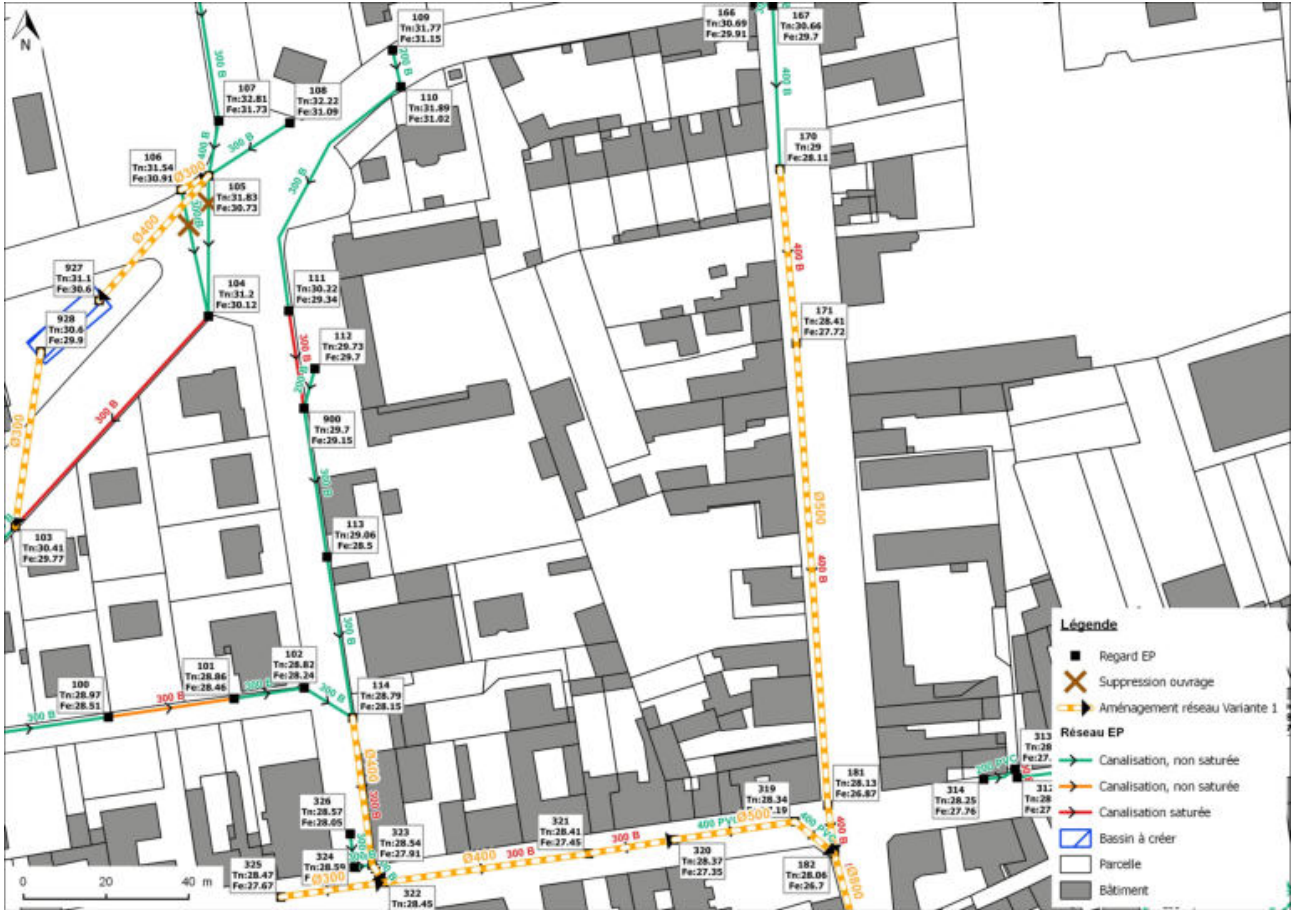 N
109
Tn:31.77
Fe:31.15
166
Tn:30.69
Fe:29.91
167
Tn:30.66
Fe:29.7
300 B
200 B
400 B
107
Tn:32.81
Fe:31.73
108
Tn:32.22
Fe:31.09
110
Tn:31.89
Fe:31.02
400 B
300 B
106
Tn:31.54
Fe:30.91
Ø300
105
Tn:31.83
Fe:30.73
170
Tn:29
Fe:28.11
300 B
Ø400
400 B
927
Tn:31.1
Fe:30.6
104
Tn:31.2
Fe:30.12
111
Tn:30.22
Fe:29.34
928
Tn:30.6
Fe:29.9
171
Tn:28.41
Fe:27.72
112
Tn:29.73
Fe:29.7
300 B
200 B
300 B
Ø300
900
Tn:29.7
Fe:29.15
300 B
Ø500
103
Tn:30.41
Fe:29.77
113
Tn:29.06
Fe:28.5
400 B
300 B
100
Tn:28.97
Fe:28.51
101
Tn:28.86
Fe:28.46
102
Tn:28.82
Fe:28.24
114
Tn:28.79
Fe:28.15
300 B
300 B
300 B
Ø400
300 B
326
Tn:28.57
Fe:28.05
323
Tn:28.54
Fe:27.91
321
Tn:28.41
Fe:27.45
319
Tn:28.34
181
Tn:28.13
Fe:26.87
400 PVC
Ø500
400 PVC
400 B
325
Tn:28.47
Fe:27.67
324
Tn:28.59
300
Ø300
Ø400
300 B
300 B
320
Tn:28.37
Fe:27.35
322
Tn:28.45
182
Tn:28.06
Fe:26.7
Ø800
314
Tn:28.25
Fe:27.76
200 PVC
313
312
0 20 40 m
Légende
Regard EP
Suppression ouvrage
Aménagement réseau Variante 1
Réseau EP
Canalisation, non saturée
Canalisation, non saturée
Canalisation saturée
Bassin à créer
Parcelle
Bâtiment